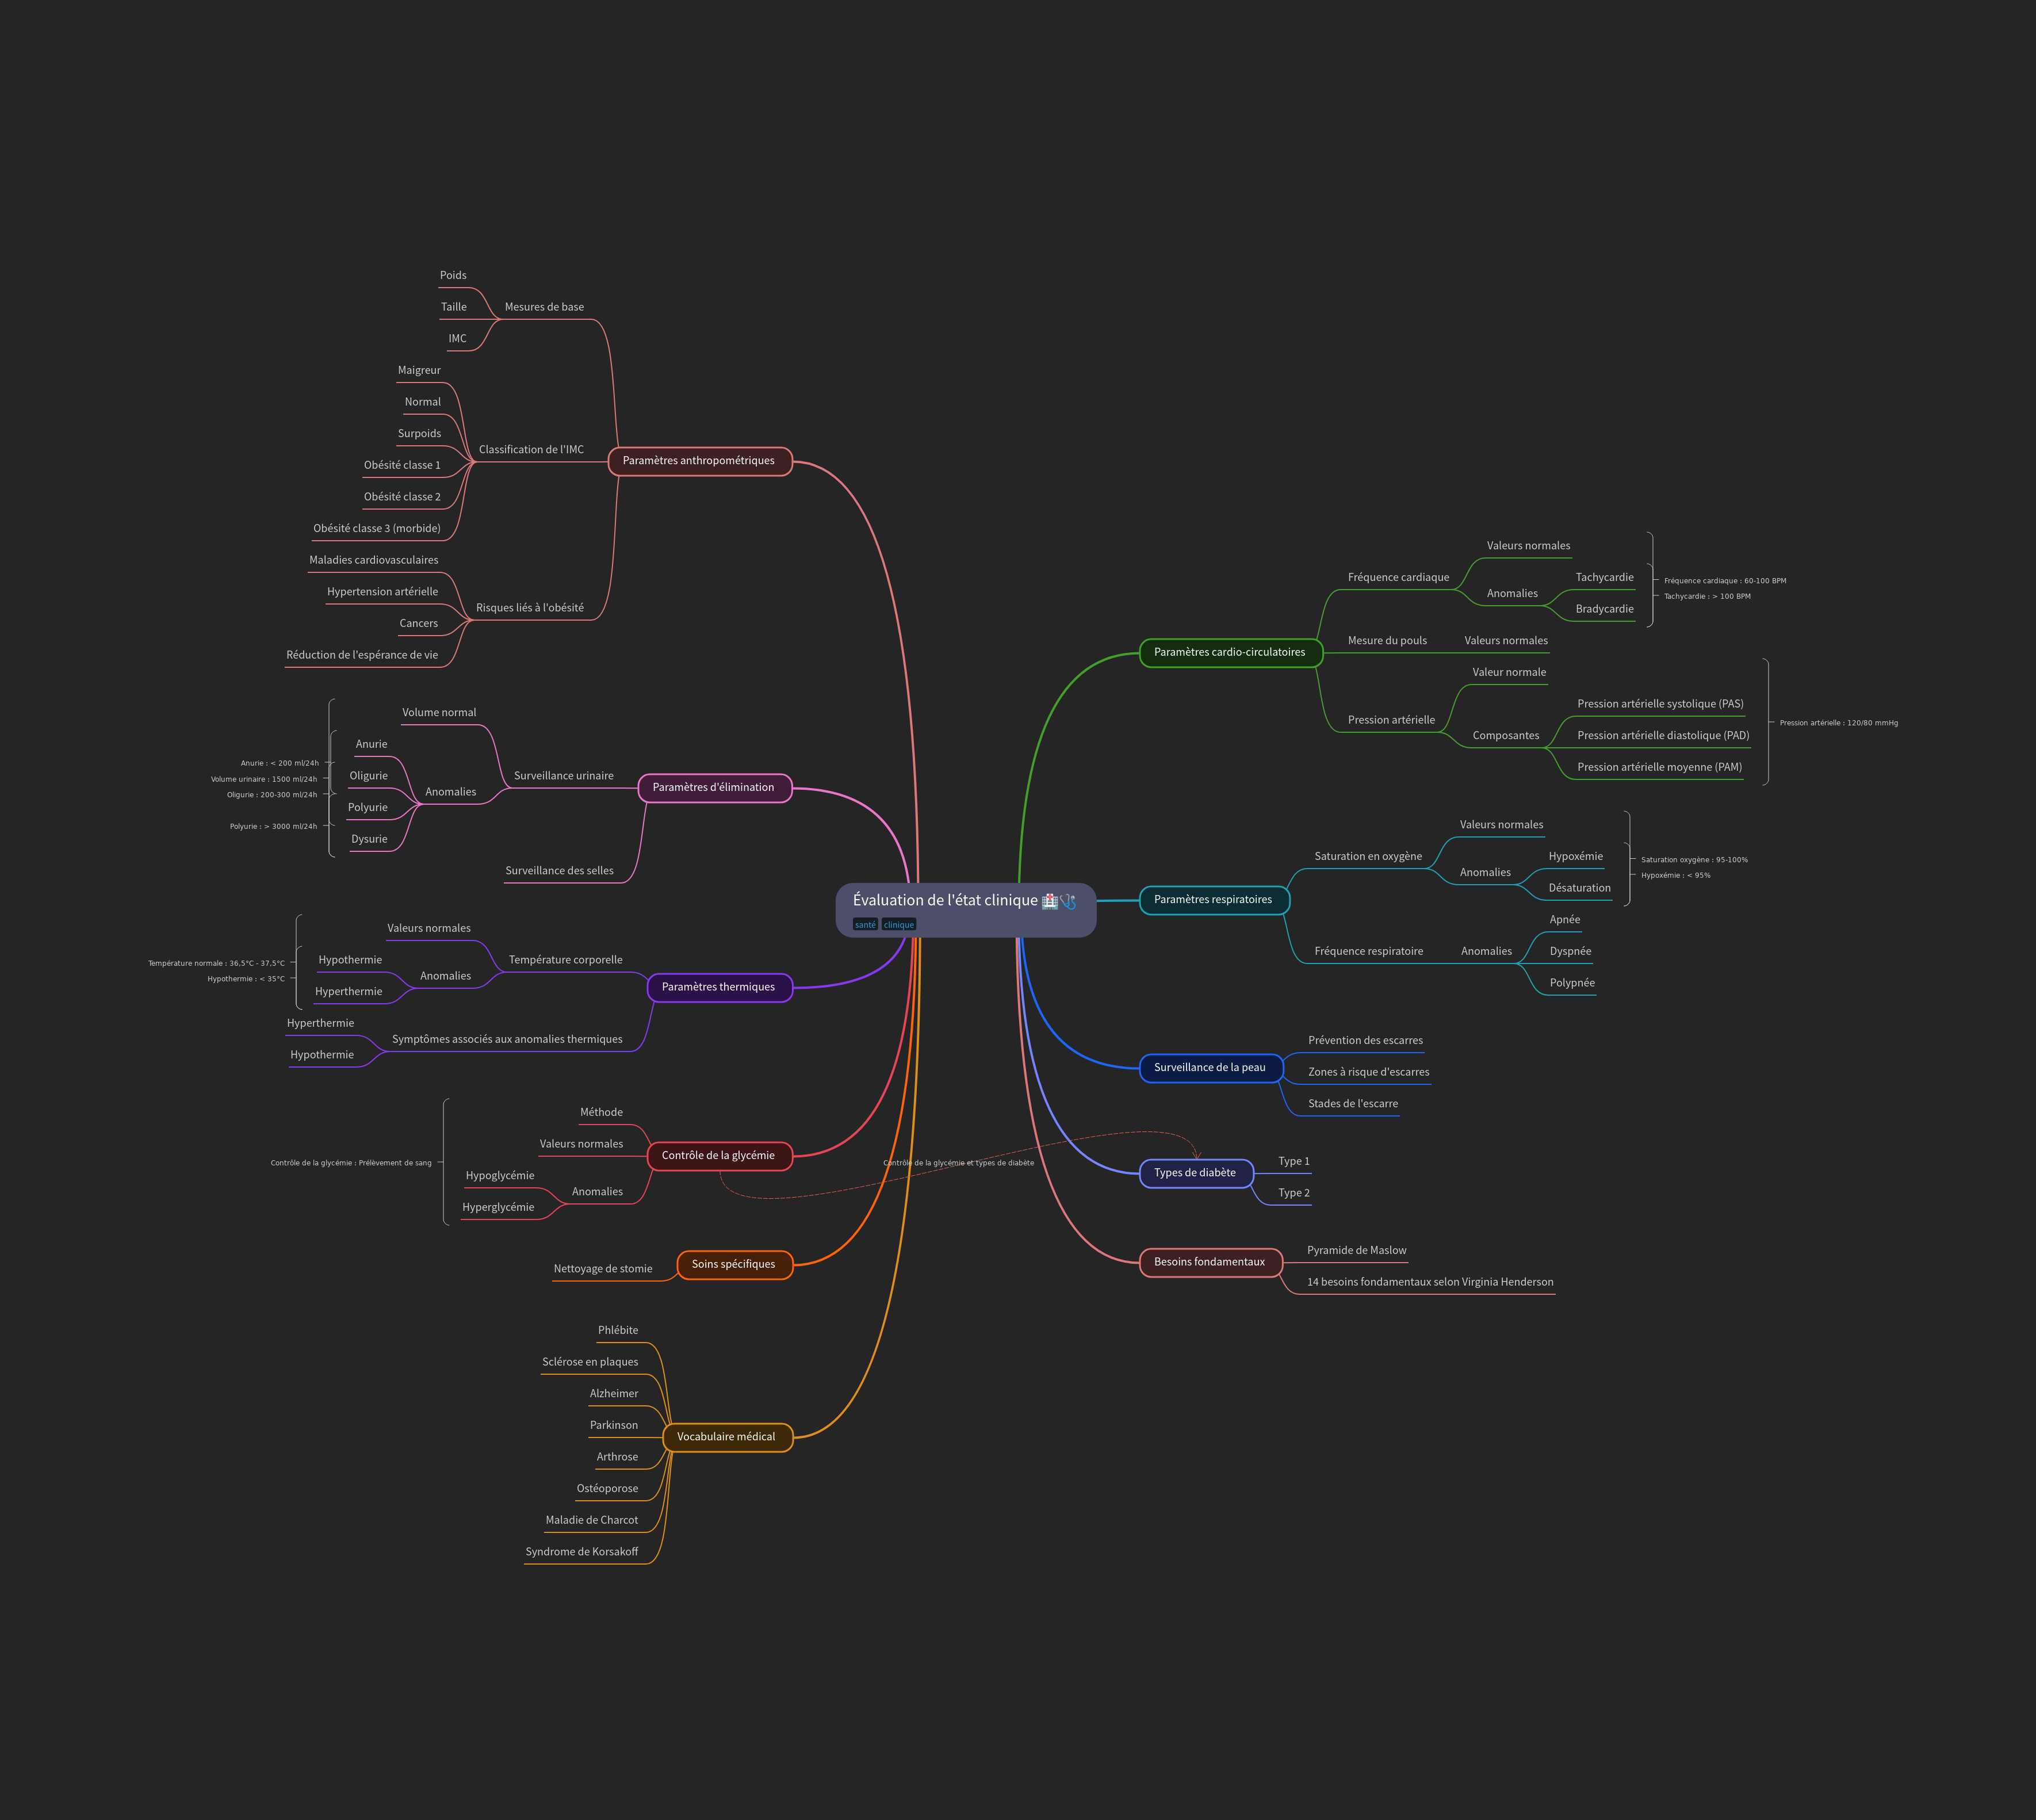 Évaluation de l'état clinique 🏥🩺
santé clinique
Paramètres anthropométriques
Mesures de base
Poids
Taille
IMC
Classification de l'IMC
Maigreur
Normal
Surpoids
Obésité classe 1
Obésité classe 2
Obésité classe 3 (morbide)
Risques liés à l'obésité
Maladies cardiovasculaires
Hypertension artérielle
Cancers
Réduction de l'espérance de vie
Paramètres d'élimination
Surveillance urinaire
Volume normal
Anomalies
Anurie
Oligurie
Polyurie
Dysurie
Anurie : < 200 ml/24h
Volume urinaire : 1500 ml/24h
Oligurie : 200-300 ml/24h
Polyurie : > 3000 ml/24h
Surveillance des selles
Paramètres thermiques
Température corporelle
Valeurs normales
Anomalies
Hypothermie
Hyperthermie
Température normale : 36,5°C - 37,5°C
Hypothermie : < 35°C
Symptômes associés aux anomalies thermiques
Hyperthermie
Hypothermie
Contrôle de la glycémie
Méthode
Valeurs normales
Anomalies
Hypoglycémie
Hyperglycémie
Contrôle de la glycémie : Prélèvement de sang
Contrôle de la glycémie et types de diabète
Soins spécifiques
Nettoyage de stomie
Vocabulaire médical
Phlébite
Sclérose en plaques
Alzheimer
Parkinson
Arthrose
Ostéoporose
Maladie de Charcot
Syndrome de Korsakoff
Paramètres cardio-circulatoires
Fréquence cardiaque
Valeurs normales
Anomalies
Tachycardie
Bradycardie
Fréquence cardiaque : 60-100 BPM
Tachycardie : > 100 BPM
Mesure du pouls
Valeurs normales
Pression artérielle
Valeur normale
Composantes
Pression artérielle systolique (PAS)
Pression artérielle diastolique (PAD)
Pression artérielle moyenne (PAM)
Pression artérielle : 120/80 mmHg
Paramètres respiratoires
Saturation en oxygène
Valeurs normales
Anomalies
Hypoxémie
Désaturation
Saturation oxygène : 95-100%
Hypoxémie : < 95%
Fréquence respiratoire
Anomalies
Apnée
Dyspnée
Polypnée
Surveillance de la peau
Prévention des escarres
Zones à risque d'escarres
Stades de l'escarre
Types de diabète
Type 1
Type 2
Besoins fondamentaux
Pyramide de Maslow
14 besoins fondamentaux selon Virginia Henderson